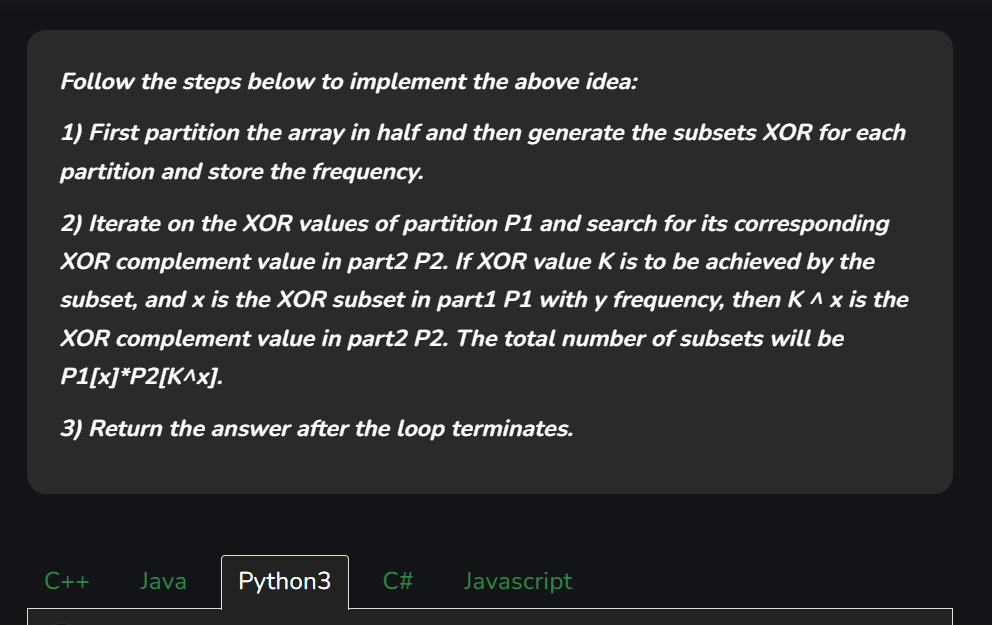 Follow the steps below to implement the above idea:
1) First partition the array in half and then generate the subsets XOR for each
partition and store the frequency.
2) Iterate on the XOR values of partition P1 and search for its corresponding
XOR complement value in part2 P2. If XOR value K is to be achieved by the
subset, and x is the XOR subset in part1 P1 with y frequency, then K ^ x is the
XOR complement value in part2 P2. The total number of subsets will be
P1[x]*P2[K^x].
3) Return the answer after the loop terminates.
C++ Java Python3 C# Javascript